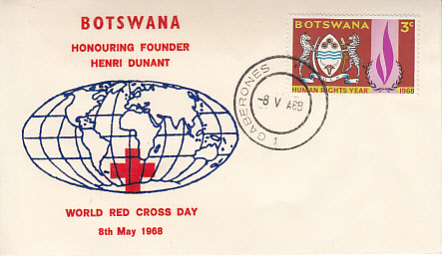 BOTSWANA
HONOURING FOUNDER
HENRI DUNANT
WORLD RED CROSS DAY
8th May 1968
BOTSWANA 3c
HUMAN RIGHTS YEAR 1968
GABERONES
-8 V
1